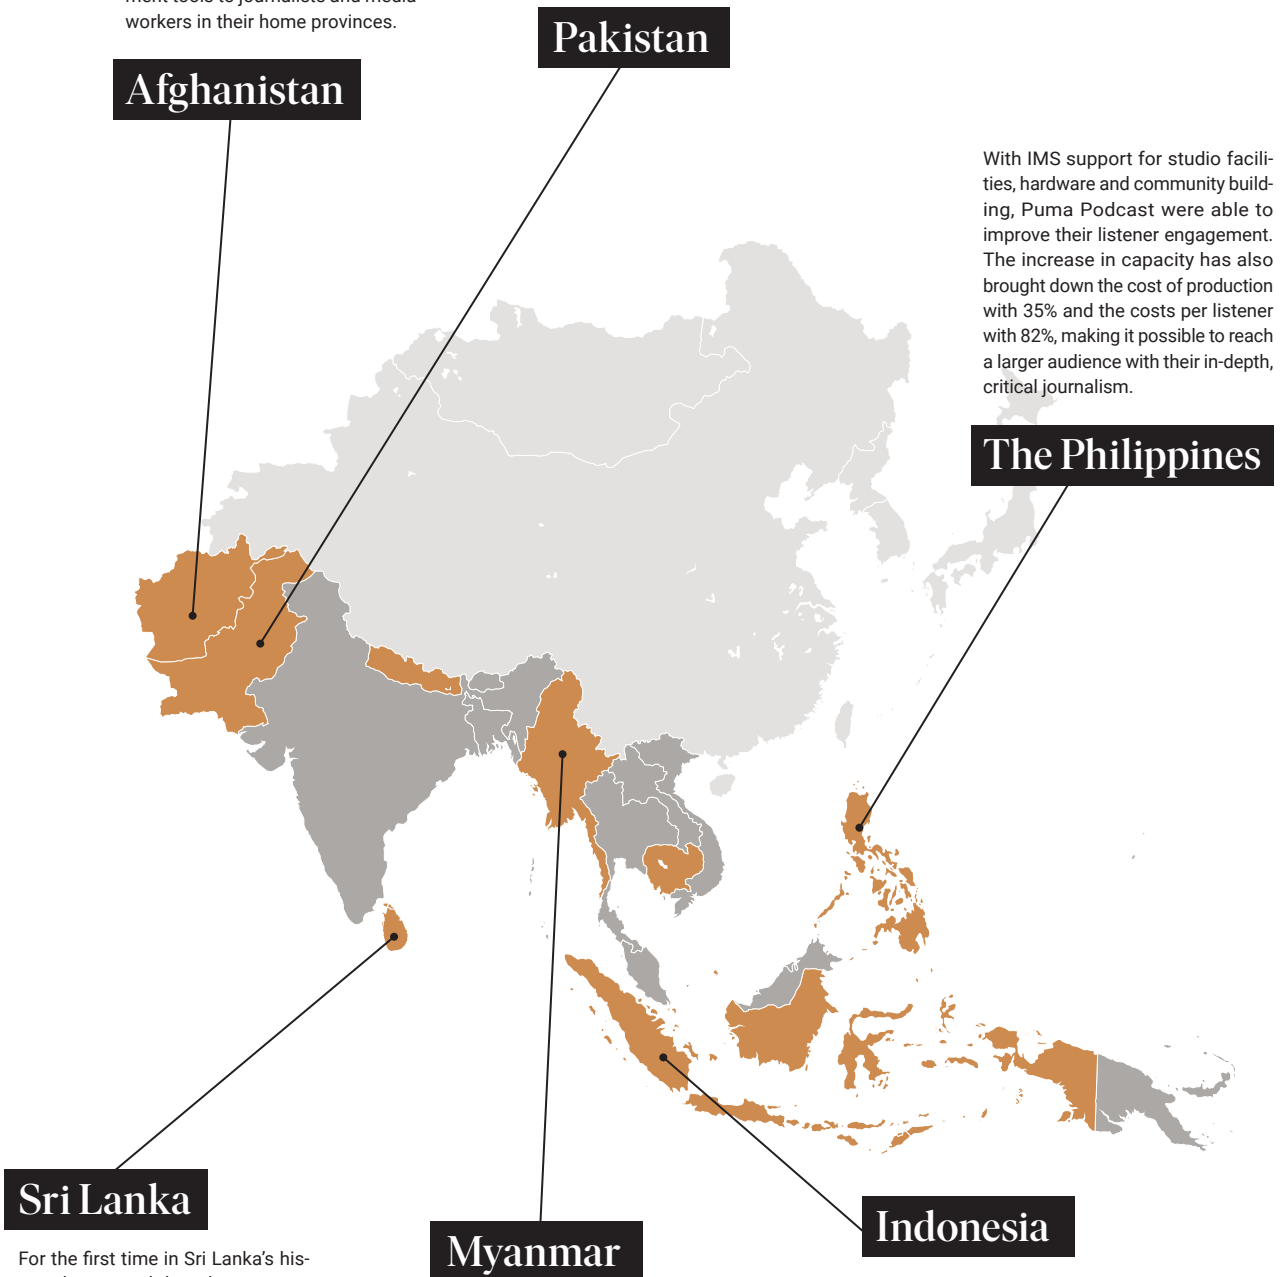 workers in their home provinces.
Afghanistan
Pakistan
With IMS support for studio facili-
ties, hardware and community build-
ing, Puma Podcast were able to
improve their listener engagement.
The increase in capacity has also
brought down the cost of production
with 35% and the costs per listener
with 82%, making it possible to reach
a larger audience with their in-depth,
critical journalism.
The Philippines
Sri Lanka
For the first time in Sri Lanka's his-
Myanmar
Indonesia